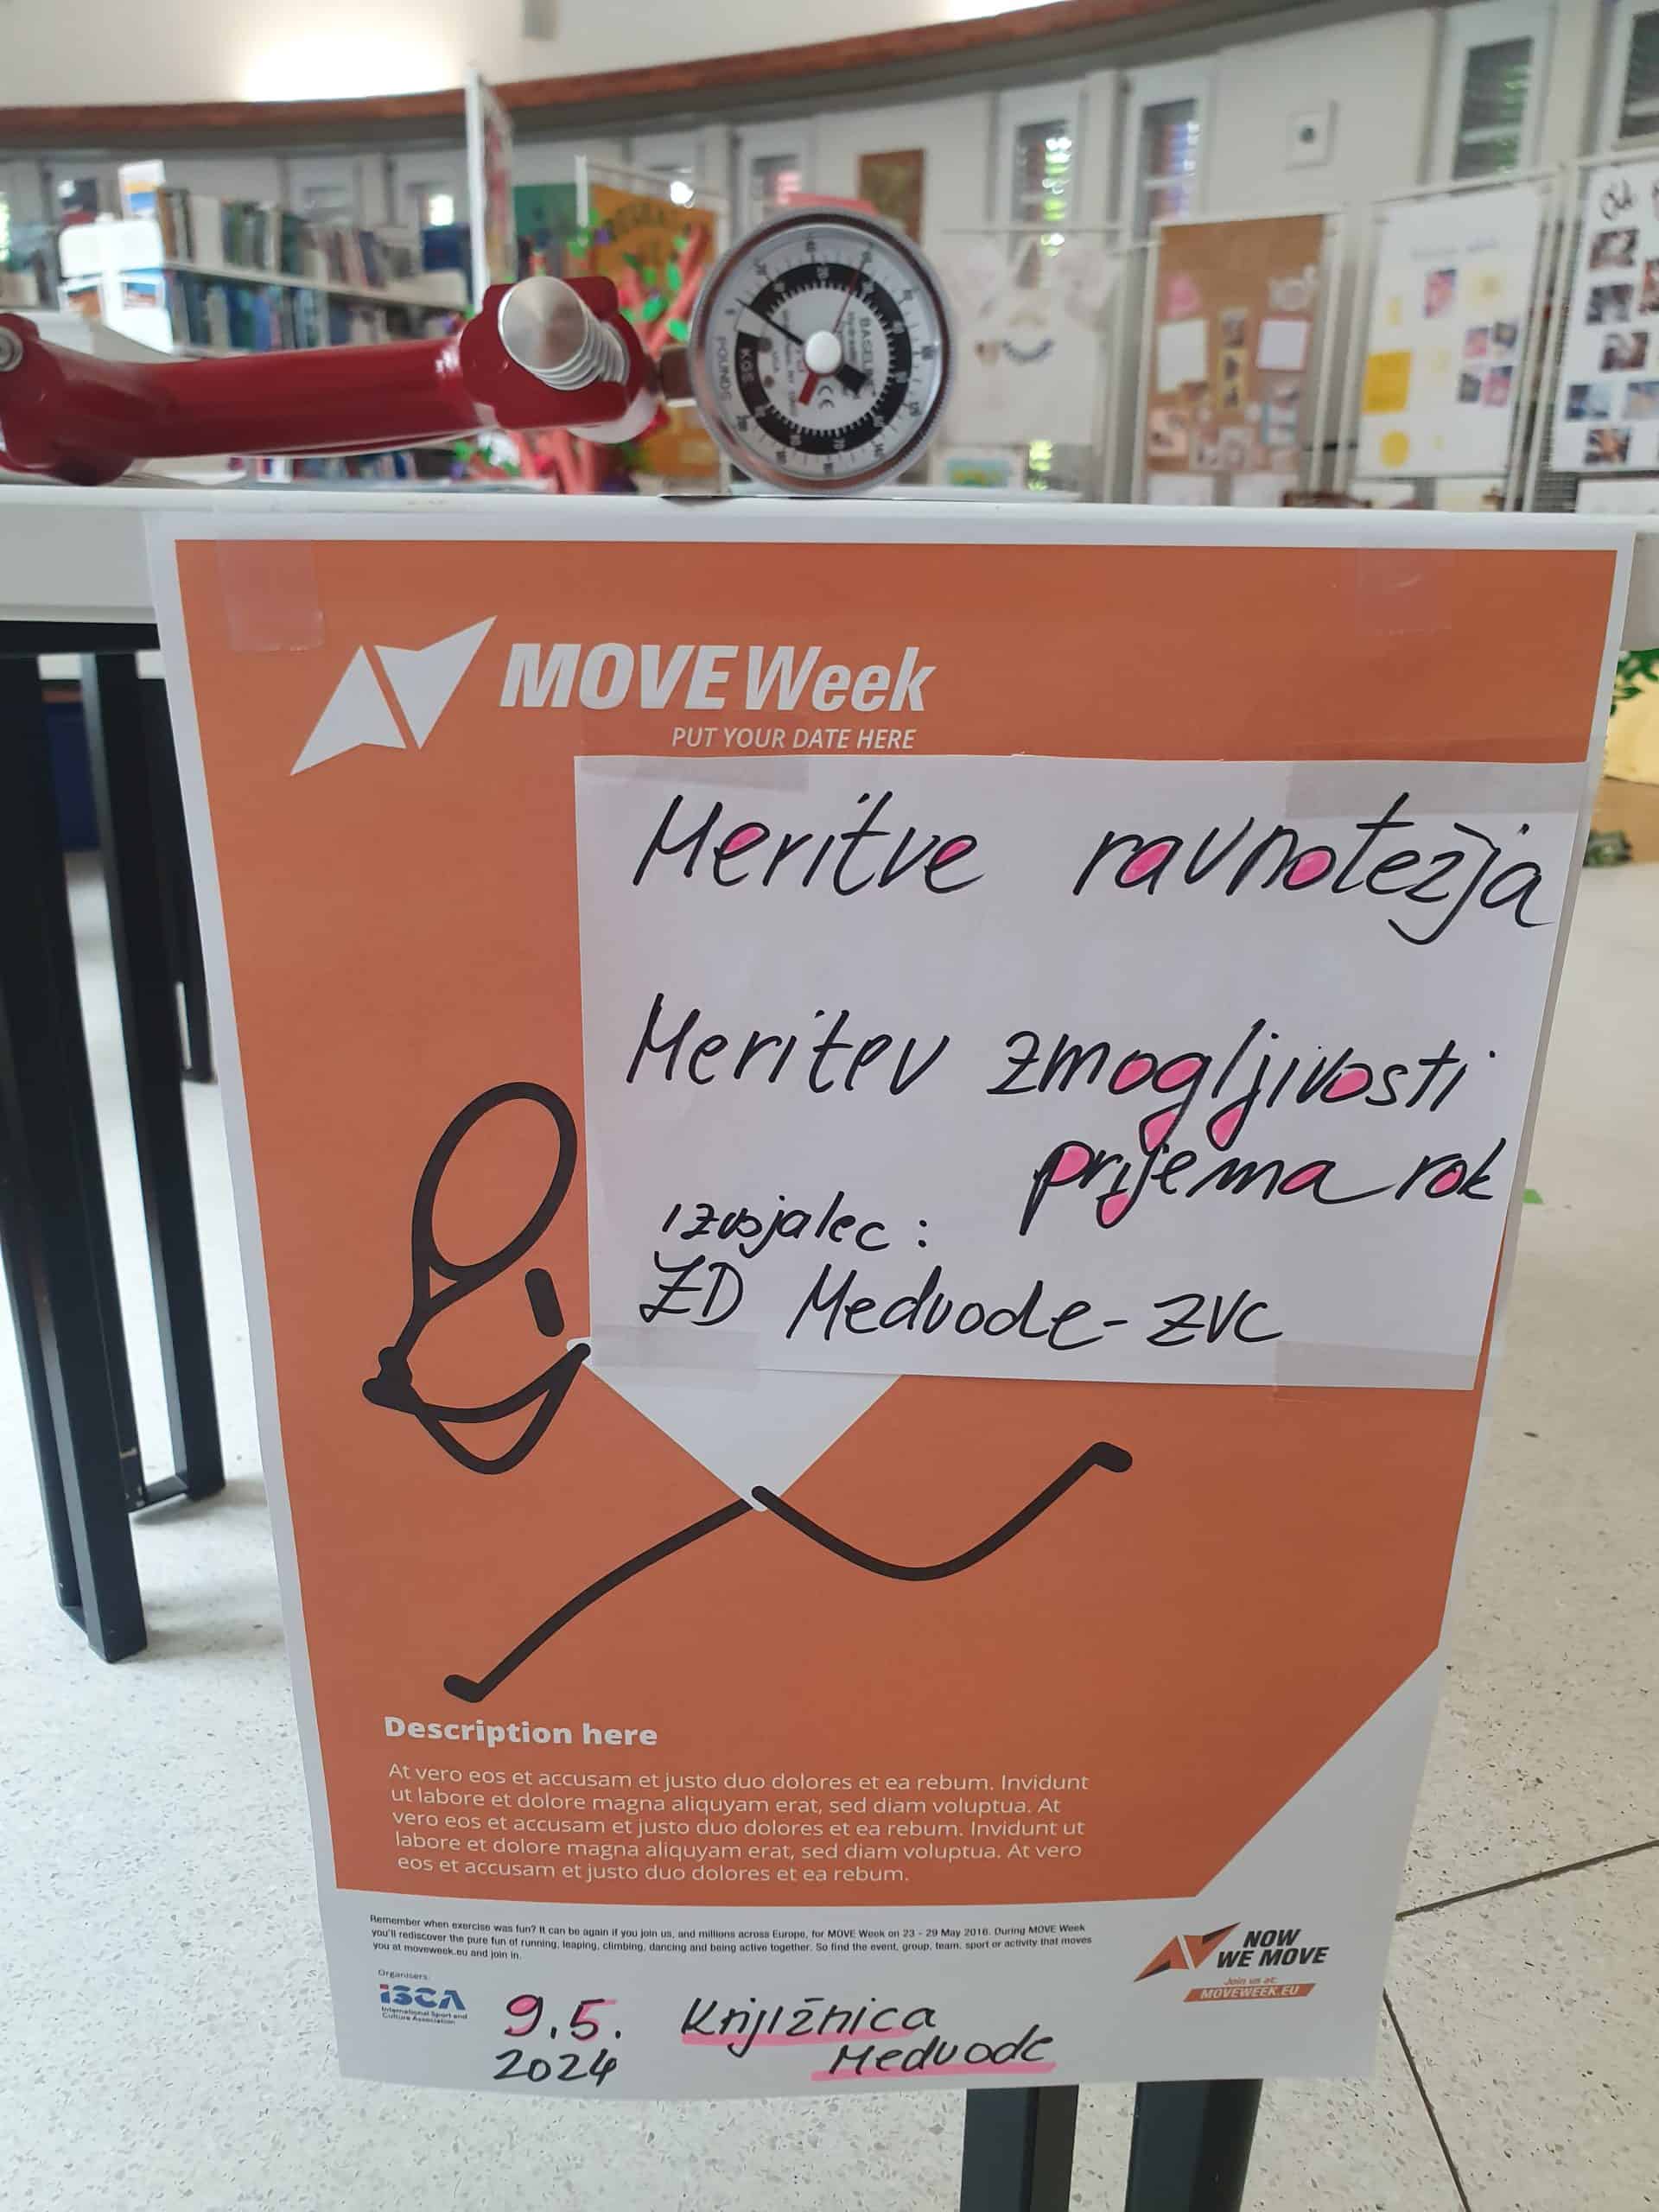 BASELINE
KGS
POUNDS
CE
MOVE Week
PUT YOUR DATE HERE
Meritve ravnotežja
Meritev zmogljivosti
prijema rok
izvajalec:
ZD Medvode-ZVC
Description here
At vero eos et accusam et justo duo dolores et ea rebum. Invidunt
ut labore et dolore magna aliquyam erat, sed diam voluptua. At
vero eos et accusam et justo duo dolores et ea rebum. Invidunt ut
labore et dolore magna aliquyam erat, sed diam voluptua. At vero
eos et accusam et justo duo dolores et ea rebum.
Remember when exercise was fun? It can be again if you join us, and millions across Europe, for MOVE Week on 23 - 29 May 2016. During MOVE Week
you'll rediscover the pure fun of running, leaping, climbing, dancing and being active together. So find the event, group, team, sport or activity that moves
you at moveweek.eu and join in.
NOW
WE MOVE
Join us at:
MOVEWEEK.EU
Organisers:
ISCA
International Sport and
Culture Association
9.5.
2024
Knjižnica
Medvode